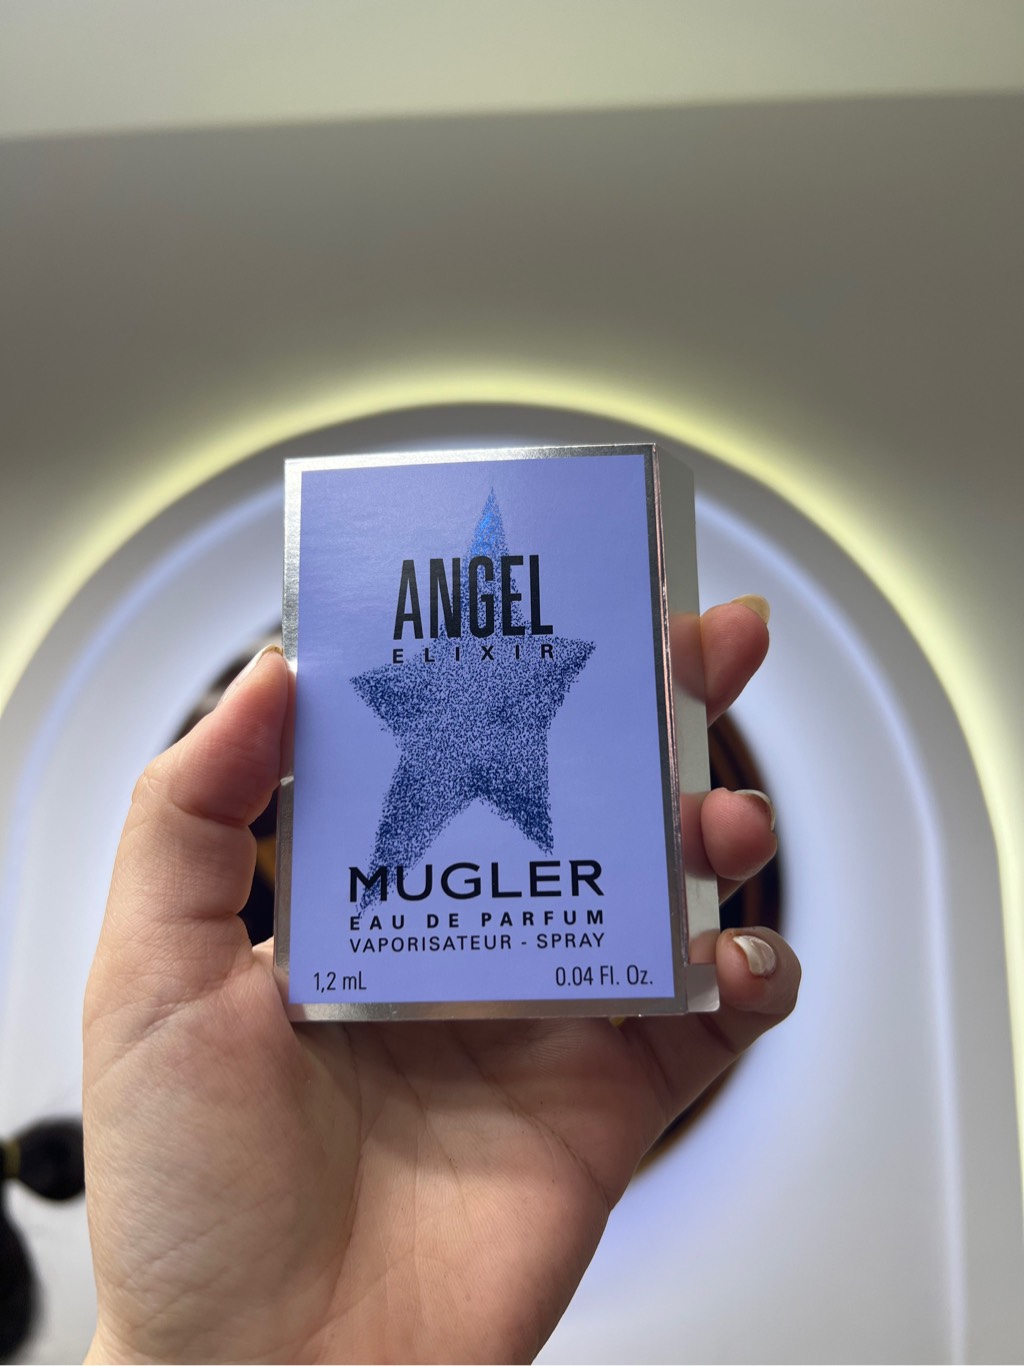 ANGEL
ELIXIR
MUGLER
EAU DE PARFUM
VAPORISATEUR - SPRAY
1,2 mL 0.04 Fl. Oz.